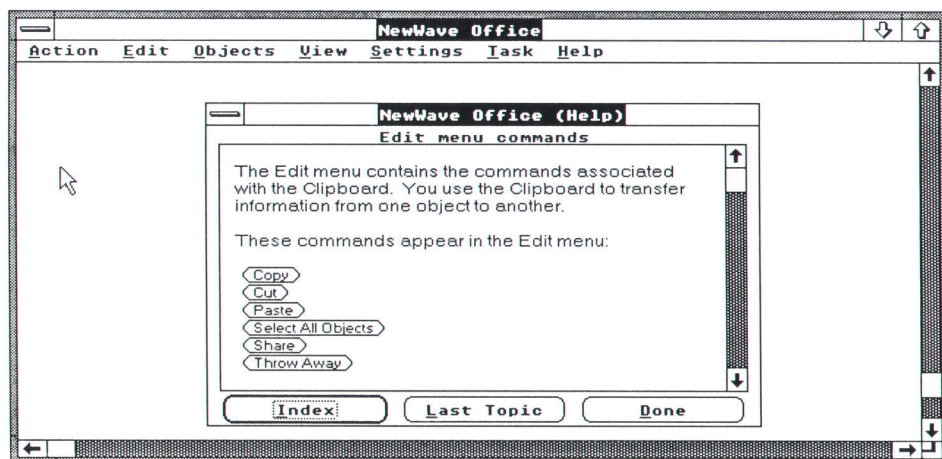 NewWave Office
Action Edit Objects View Settings Task Help
NewWave Office (Help)
Edit menu commands
The Edit menu contains the commands associated
with the Clipboard. You use the Clipboard to transfer
information from one object to another.
These commands appear in the Edit menu:
Copy
Cut
Paste
Select All Objects
Share
Throw Away
Index Last Topic Done